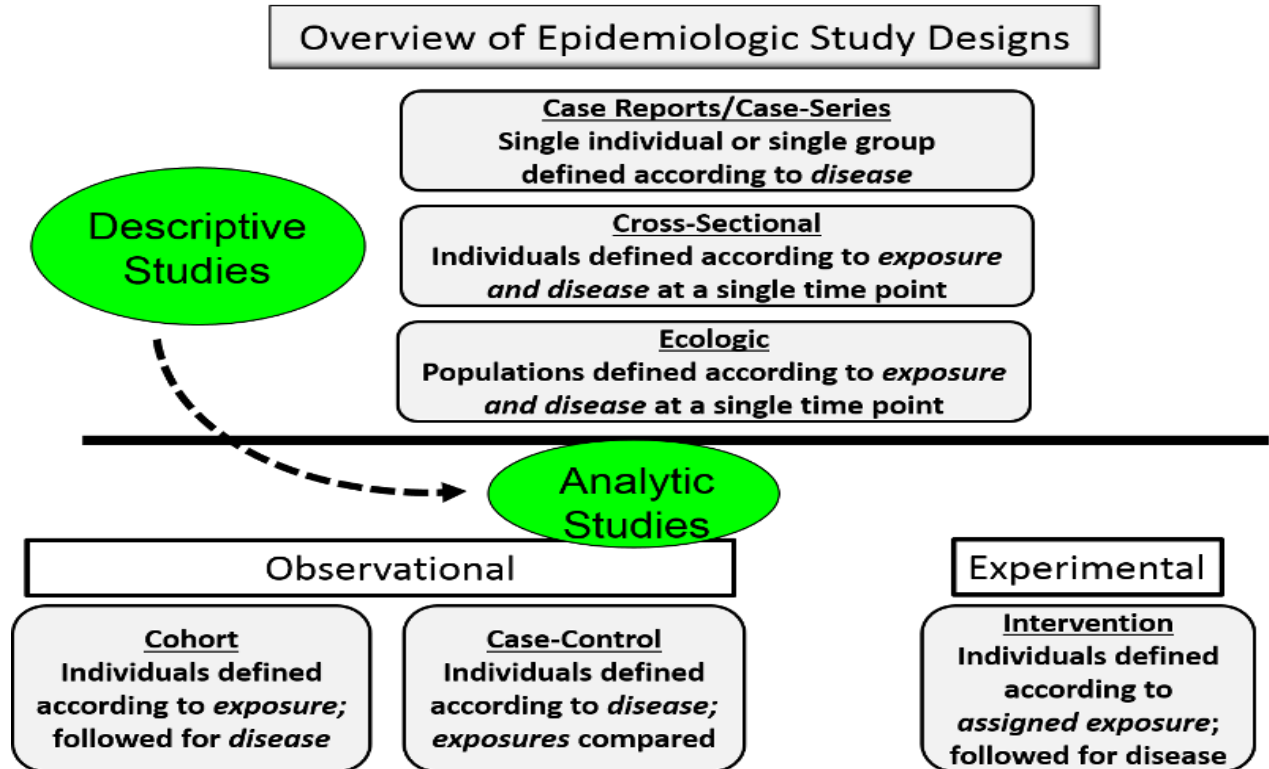 Overview of Epidemiologic Study Designs
Case Reports/Case-Series
Single individual or single group
defined according to disease
Descriptive
Studies
Cross-Sectional
Individuals defined according to exposure
and disease at a single time point
Ecologic
Populations defined according to exposure
and disease at a single time point
Analytic
Studies
Observational
Cohort
Individuals defined
according to exposure;
followed for disease
Case-Control
Individuals defined
according to disease;
exposures compared
Experimental
Intervention
Individuals defined
according to
assigned exposure;
followed for disease